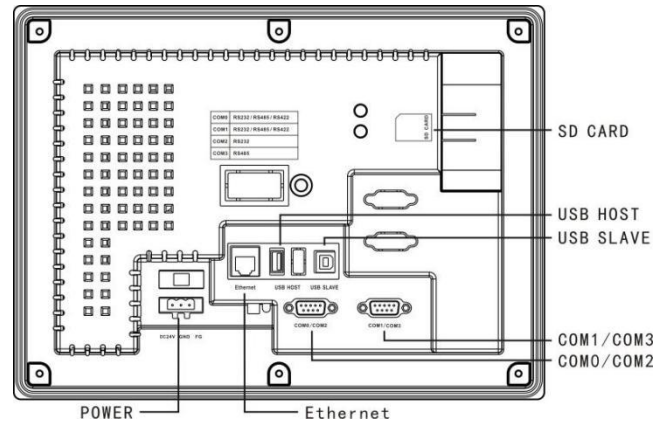 COM0 RS232/RS485/RS422
COM1 RS232/RS485/RS422
COM2 RS232
COM3 RS485
SD CARD
SD CARD
USB HOST
USB SLAVE
Ethernet USB HOST USB SLAVE
COM0/COM2 COM1/COM3
DC24V GND FG
COM1/COM3
COM0/COM2
POWER
Ethernet